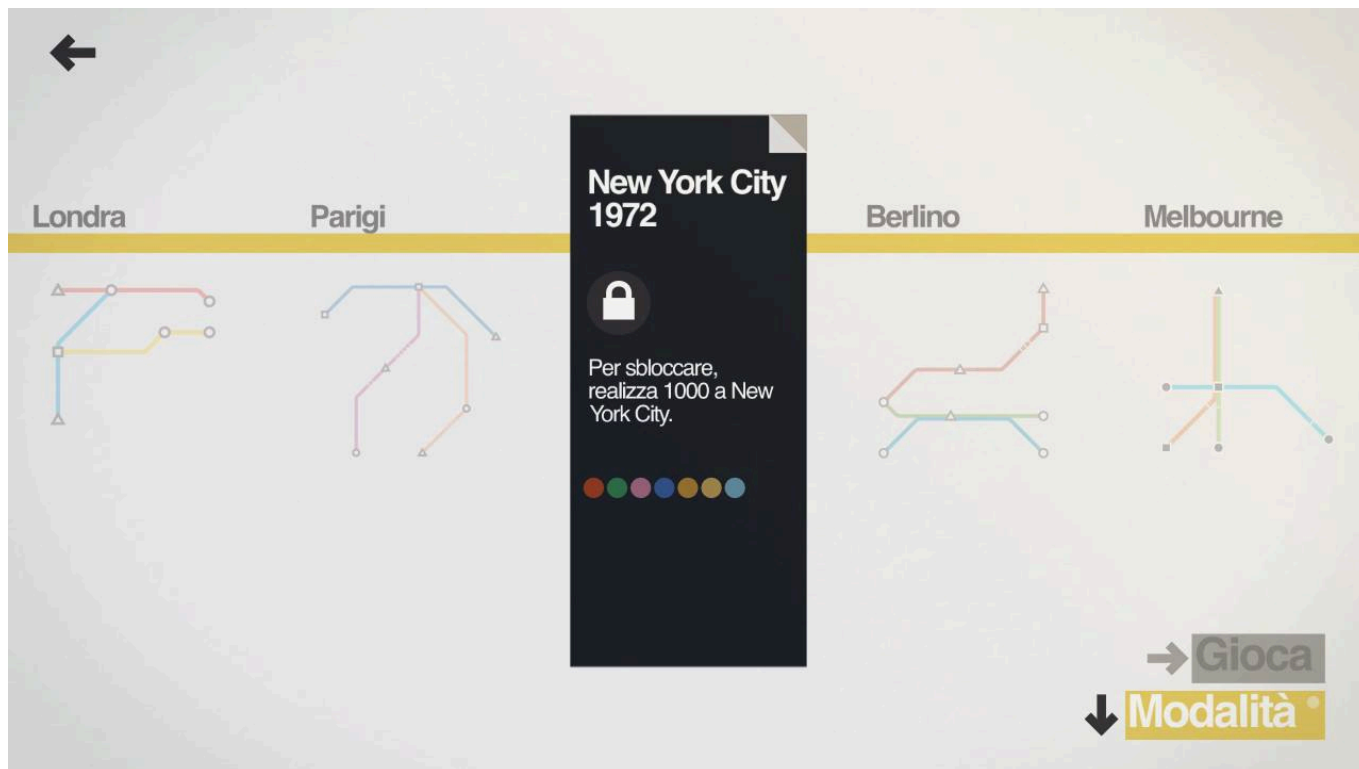 Londra
Parigi
New York City
1972
Berlino
Melbourne
Per sbloccare,
realizza 1000 a New
York City.
Gioca
Modalità